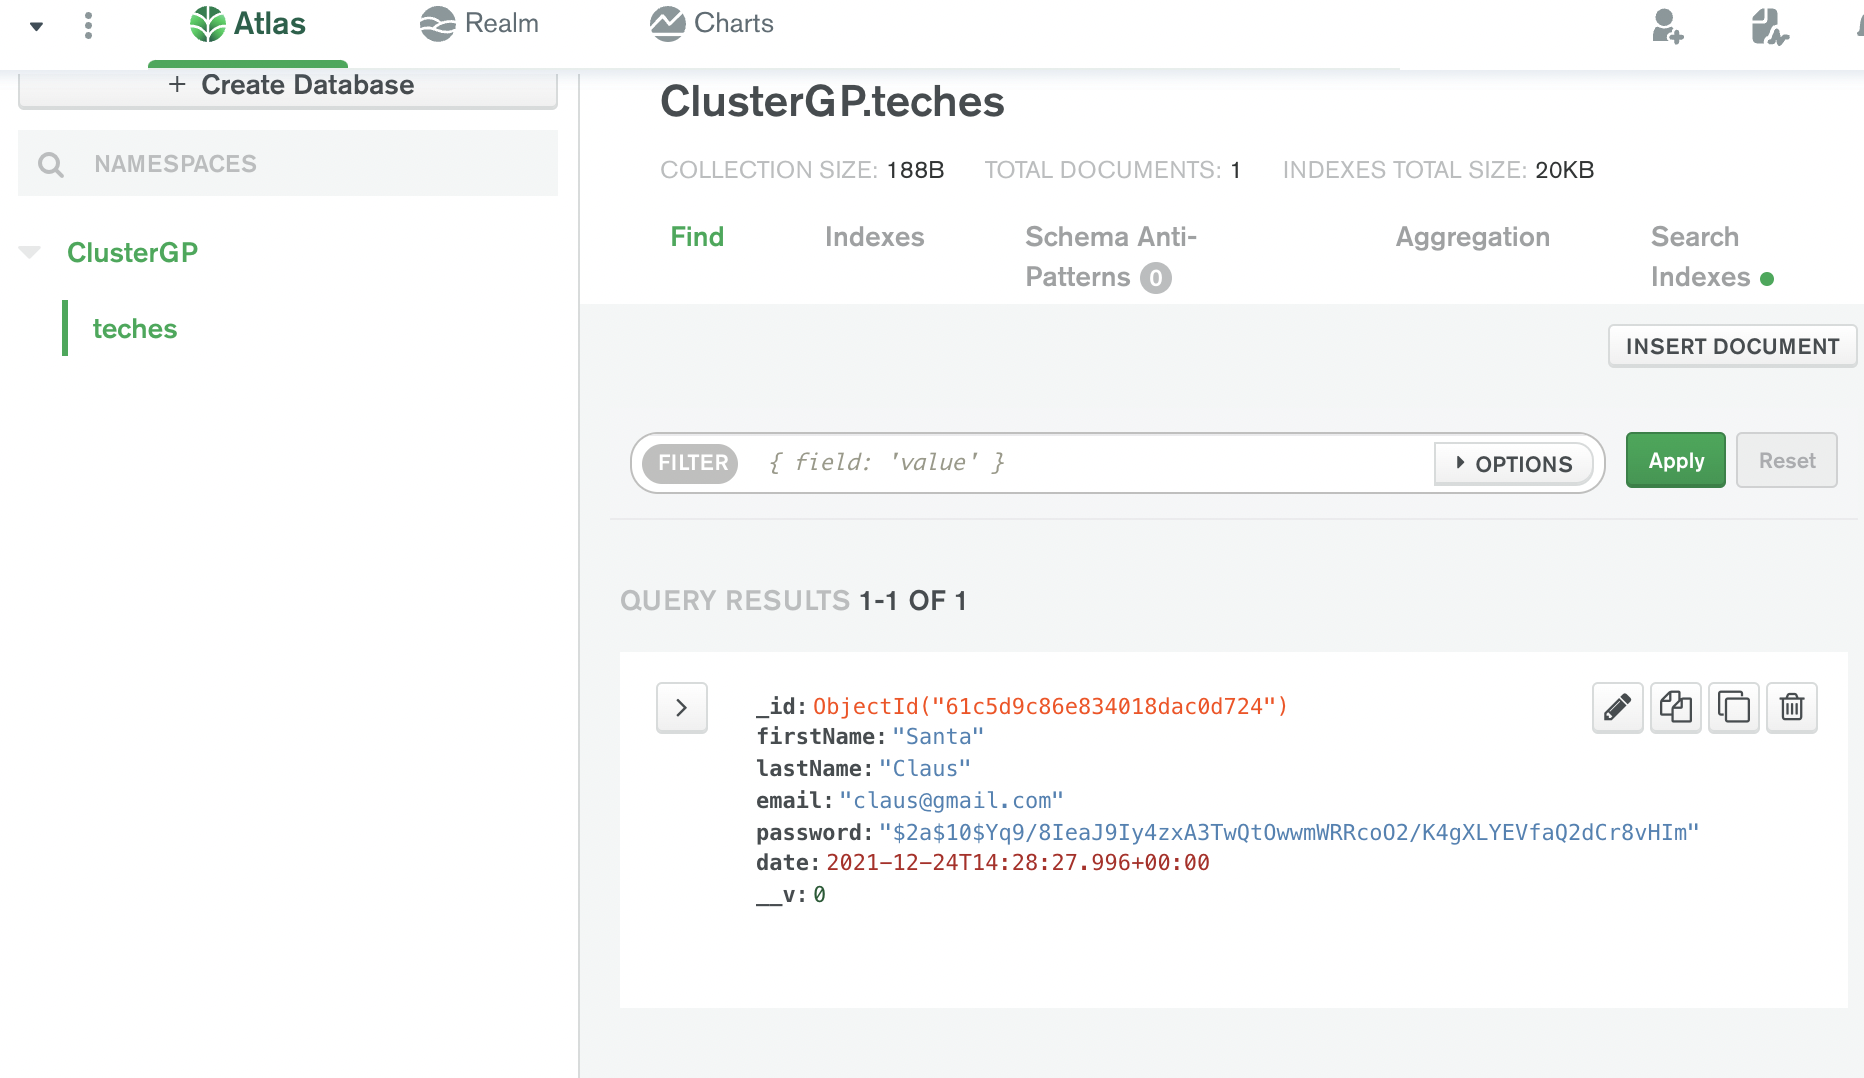 Atlas
Realm
Charts
+ Create Database
NAMESPACES
ClusterGP
teches
ClusterGP.teches
COLLECTION SIZE: 188B TOTAL DOCUMENTS: 1 INDEXES TOTAL SIZE: 20KB
Find
Indexes
Schema Anti-
Patterns 0
Aggregation
Search
Indexes
INSERT DOCUMENT
FILTER { field: 'value' }
OPTIONS
Apply
Reset
QUERY RESULTS 1-1 OF 1
_id: ObjectId("61c5d9c86e834018dac0d724")
firstName: "Santa"
lastName: "Claus"
email: "claus@gmail.com"
password: "$2a$10$Yq9/8IeaJ9Iy4zxA3TwQtOwwmWRRcoO2/K4gXLYEVfaQ2dCr8vHIm"
date: 2021-12-24T14:28:27.996+00:00
__v: 0